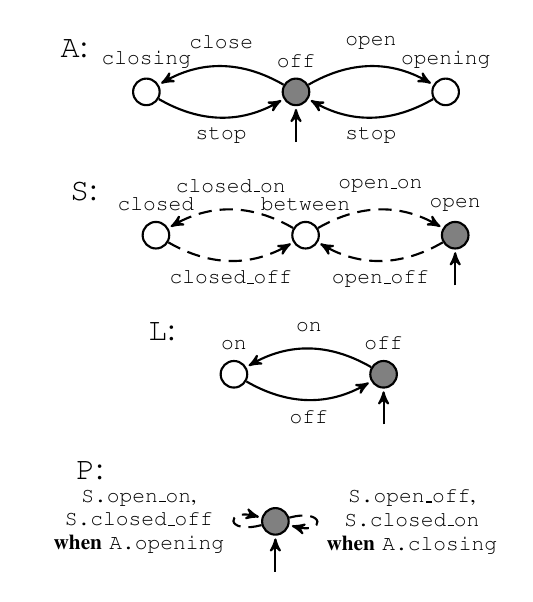 A:
close
open
closing
off
opening
stop
stop
S:
closed_on
open_on
closed
between
open
closed_off
open_off
L:
on
on
off
off
P:
S.open_on,
S.closed_off
when A.opening
S.open_off,
S.closed_on
when A.closing